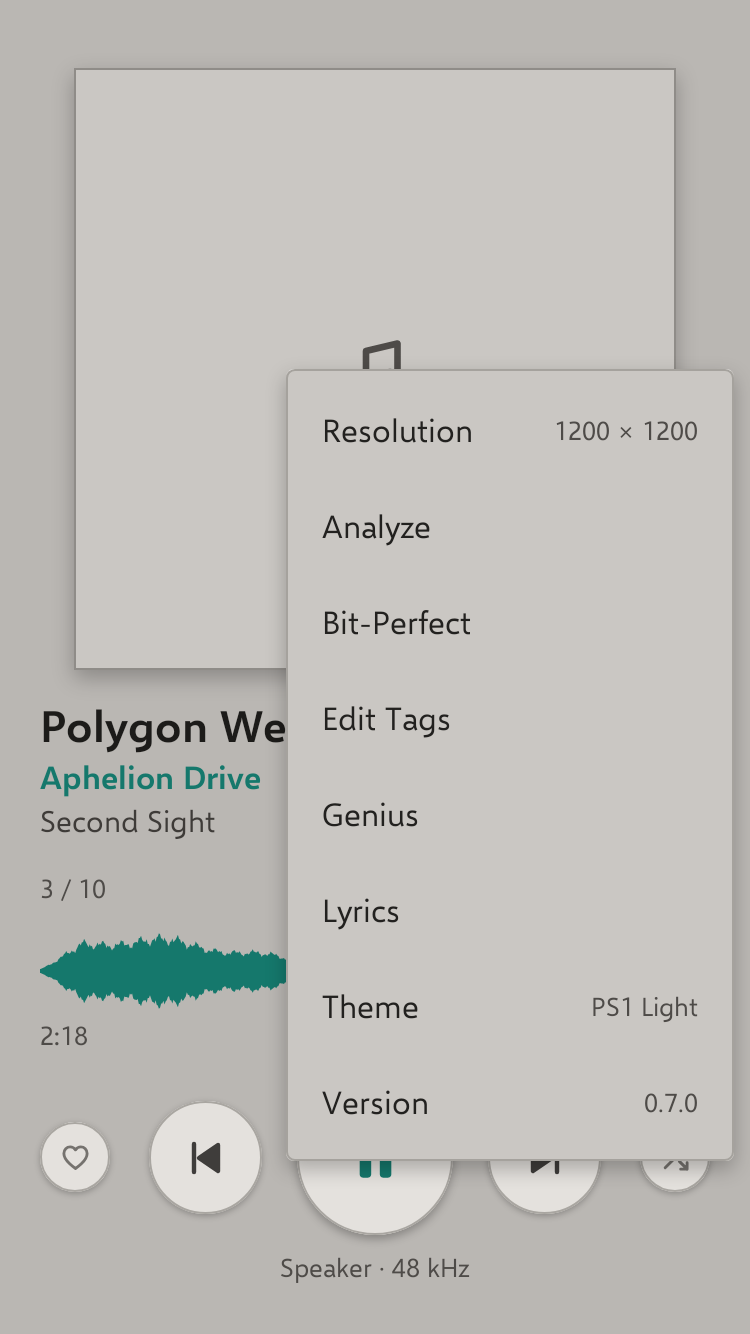 Resolution 1200 × 1200
Analyze
Bit-Perfect
Edit Tags
Genius
Lyrics
Theme PS1 Light
Version 0.7.0
Polygon
Aphelion Drive
Second Sight
3 / 10
2:18
Speaker · 48 kHz